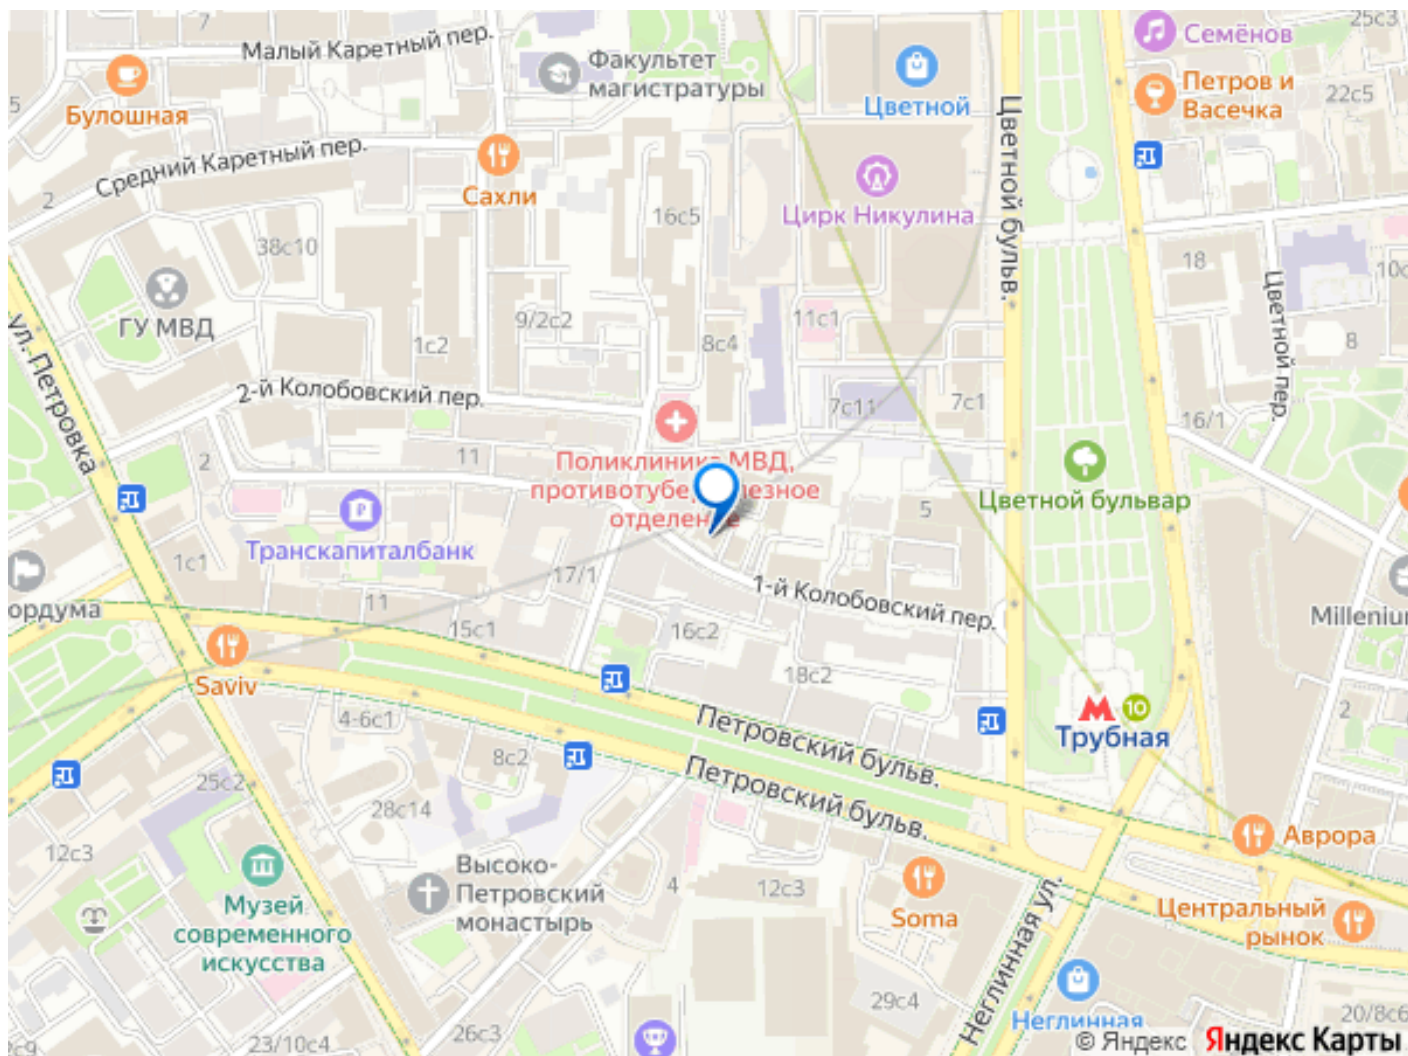 7
Малый Каретный пер.
Факультет
магистратуры
Цветной
Семёнов
25с3
Булошная
Петров и
Васечка
22с5
Средний Каретный пер.
Сахли
Цирк Никулина
Цветной бульв.
2
38с10
16с5
18
ГУ МВД
9/2с2
1с2
8с4
11с1
8
Цветной пер.
ул. Петровка
2-й Колобовский пер.
7с11
7с1
16/1
2
11
Поликлиника МВД,
отделение
Транскапиталбанк
5
Цветной бульвар
1с1
17/1
1-й Колобовский пер.
ордума
11
15с1
16с2
18с2
Milleniu
Saviv
4-6с1
8с2
Петровский бульв.
Петровский бульв.
10
Трубная
2
25с2
28с14
12с3
Аврора
Высоко-
Петровский
монастырь
4
12с3
Soma
Неглинная ул.
Центральный
рынок
Музей
современного
искусства
29с4
Неглинная
20/8с6
23/10с4
26с3
© Яндекс Яндекс Карты